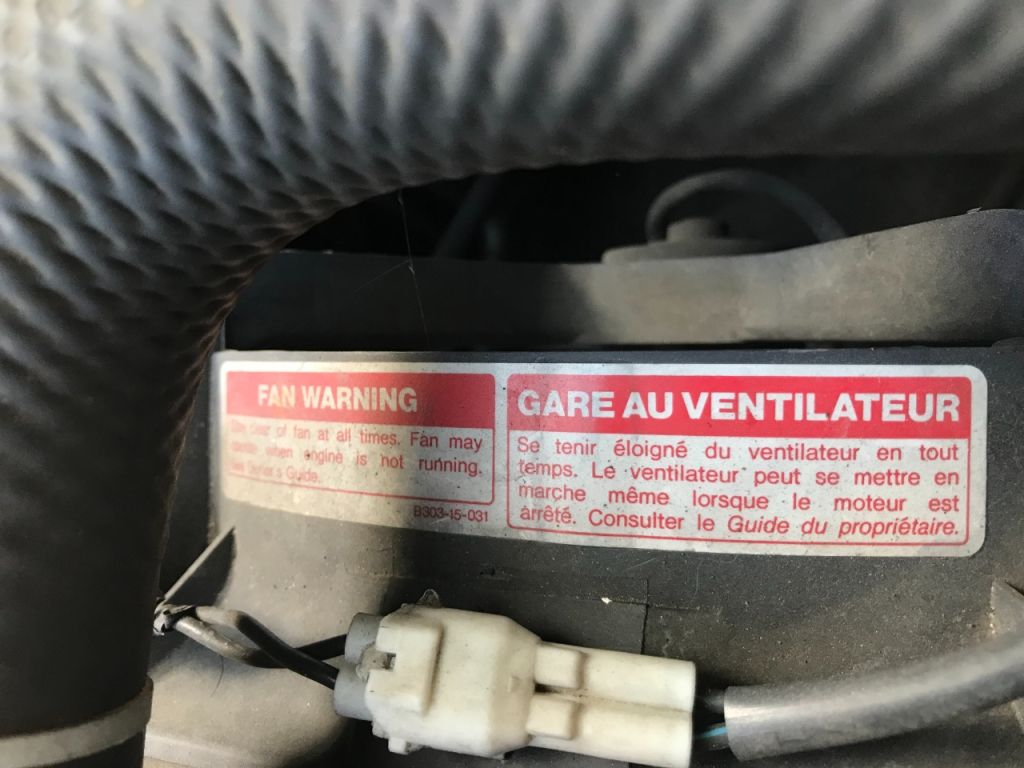 FAN WARNING
of fan at all times. Fan may
when engine is not running.
Guide.
B303-15-031
GARE AU VENTILATEUR
Se tenir éloigné du ventilateur en tout
temps. Le ventilateur peut se mettre en
marche même lorsque le moteur est
arrêté. Consulter le Guide du propriétaire.